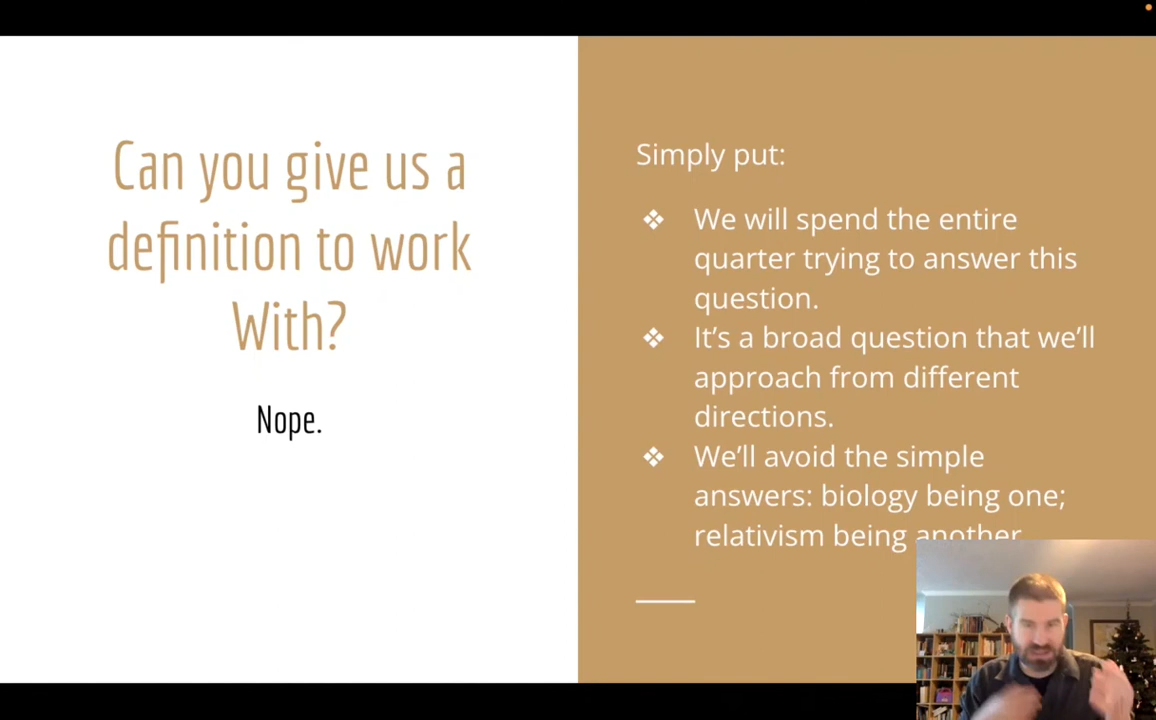 Can you give us a
definition to work
With?
Nope.
Simply put:
❖ We will spend the entire
quarter trying to answer this
question.
❖ It's a broad question that we'll
approach from different
directions.
❖ We'll avoid the simple
answers: biology being one;
relativism being another